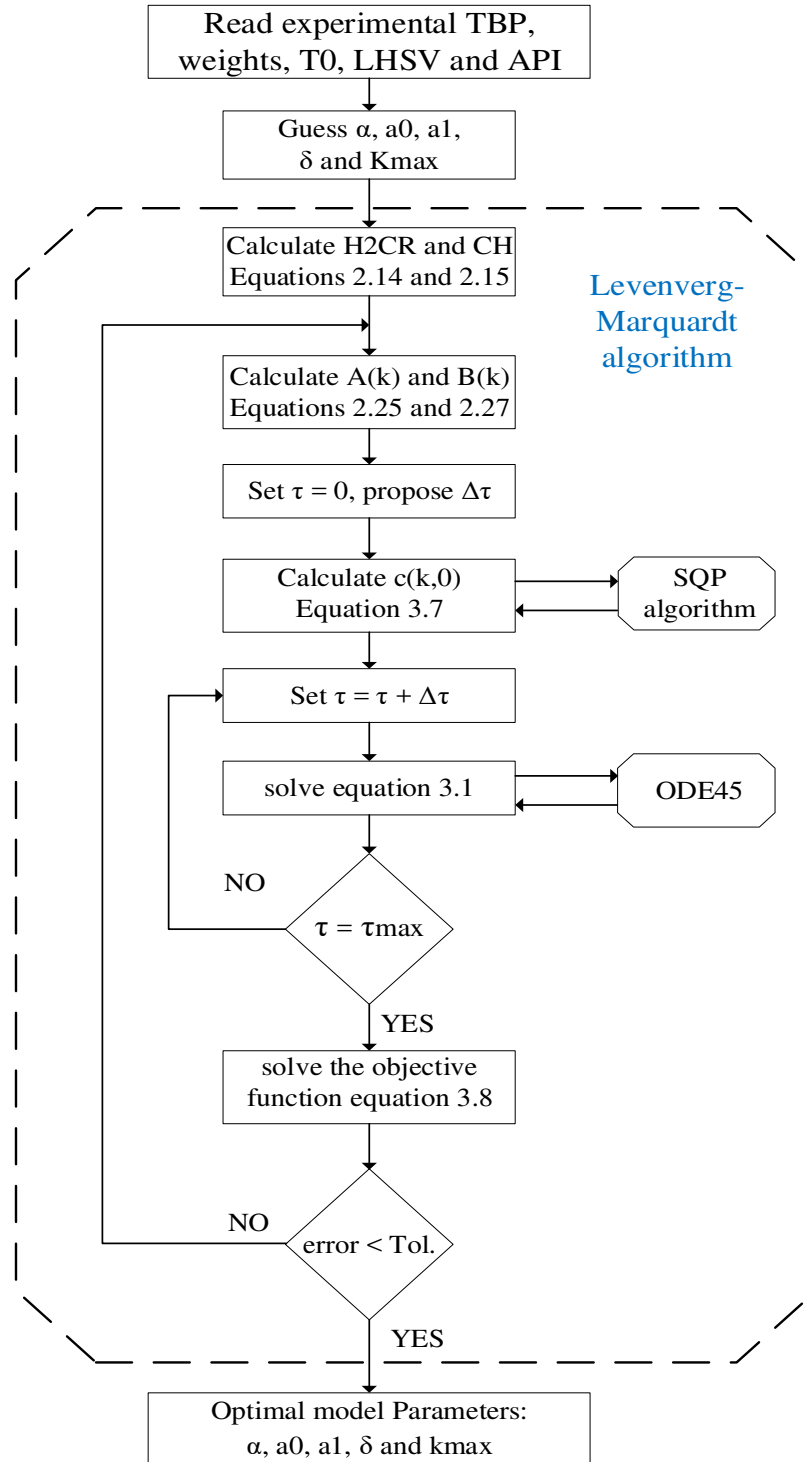 Read experimental TBP,
weights, T0, LHSV and API
Guess α, a0, a1,
δ and Kmax
Calculate H2CR and CH
Equations 2.14 and 2.15
Levenverg-
Marquardt
algorithm
Calculate A(k) and B(k)
Equations 2.25 and 2.27
Set τ = 0, propose Δτ
Calculate c(k,0)
Equation 3.7
SQP
algorithm
Set τ = τ + Δτ
solve equation 3.1
ODE45
NO
τ = τmax
YES
solve the objective
function equation 3.8
NO
error < Tol.
YES
Optimal model Parameters:
α, a0, a1, δ and kmax